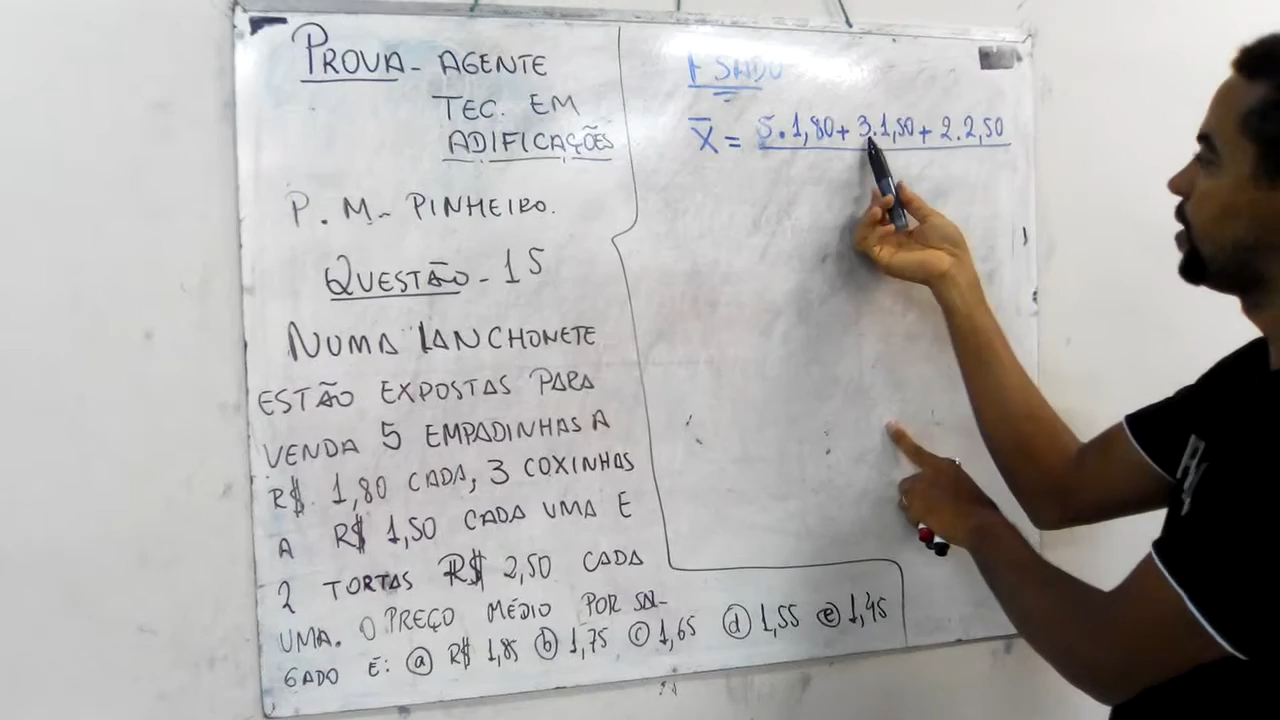 PROVA - AGENTE
TEC. EM
ADIFICAÇÕES
P. M - PINHEIRO.
QUESTÃO - 15
NUMA LANCHONETE
ESTÃO EXPOSTAS PARA
VENDA 5 EMPADINHAS A
R$ 1,80 CADA, 3 COXINHAS
A R$ 1,50 CADA UMA E
2 TORTAS R$ 2,50 CADA
UMA. O PREÇO MÉDIO POR SAL-
GADO É: (a) R$ 1,85 (b) 1,75 (c) 1,65 (d) 1,55 (e) 1,45
X̅ = 5.1,80+3.1,50+2.2,50